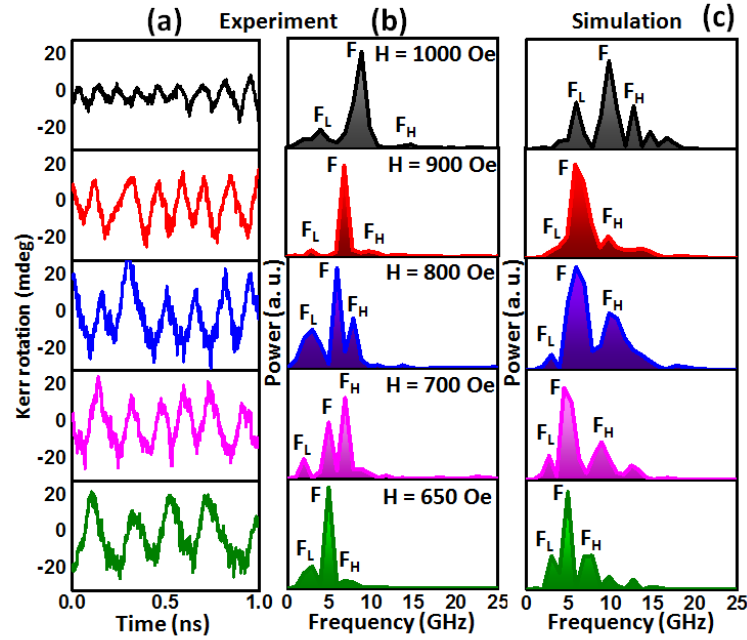 (a) Experiment (b) Simulation (c)
20
0
-20
20
0
-20
20
0
-20
20
0
-20
20
0
-20
Kerr rotation (mdeg)
0.0 0.5 1.0
Time (ns)
H = 1000 Oe
F
F_L
F_H
H = 900 Oe
F
F_L
F_H
H = 800 Oe
F
F_L
F_H
H = 700 Oe
F_H
F
F_L
H = 650 Oe
F
F_L
F_H
Power (a. u.)
0 5 10 15 20 25
Frequency (GHz)
F
F_L
F_H
F
F_L
F_H
F
F_H
F_L
F
F_L
F_H
F
F_L
F_H
Power (a. u.)
0 5 10 15 20 25
Frequency (GHz)